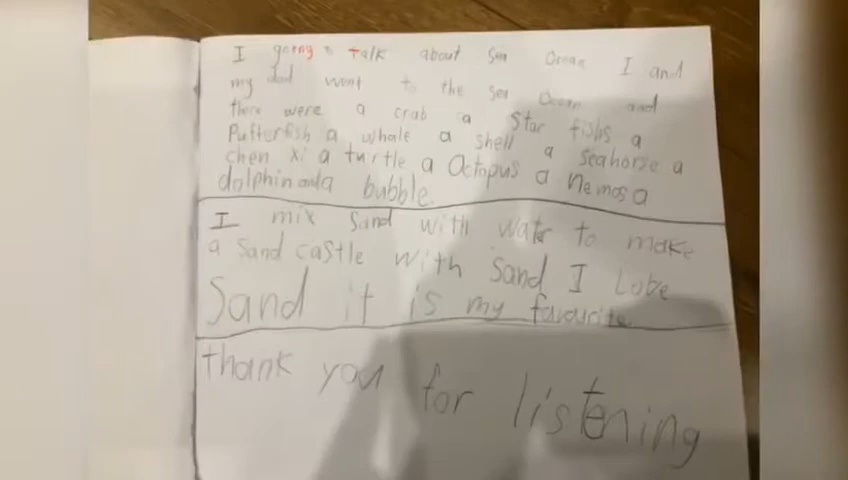 I going to talk about Sea Ocean I and
my dad went to the sea Ocean and
there were a crab a Star fishs a
Pufferfish a whale a shell a seahorse a
chen xi a turtle a Octopus a nemos a
dolphin and a bubble.
I mix sand with water to make
a sand castle with sand I Lobe
Sand it is my favourite.
thank you for listening